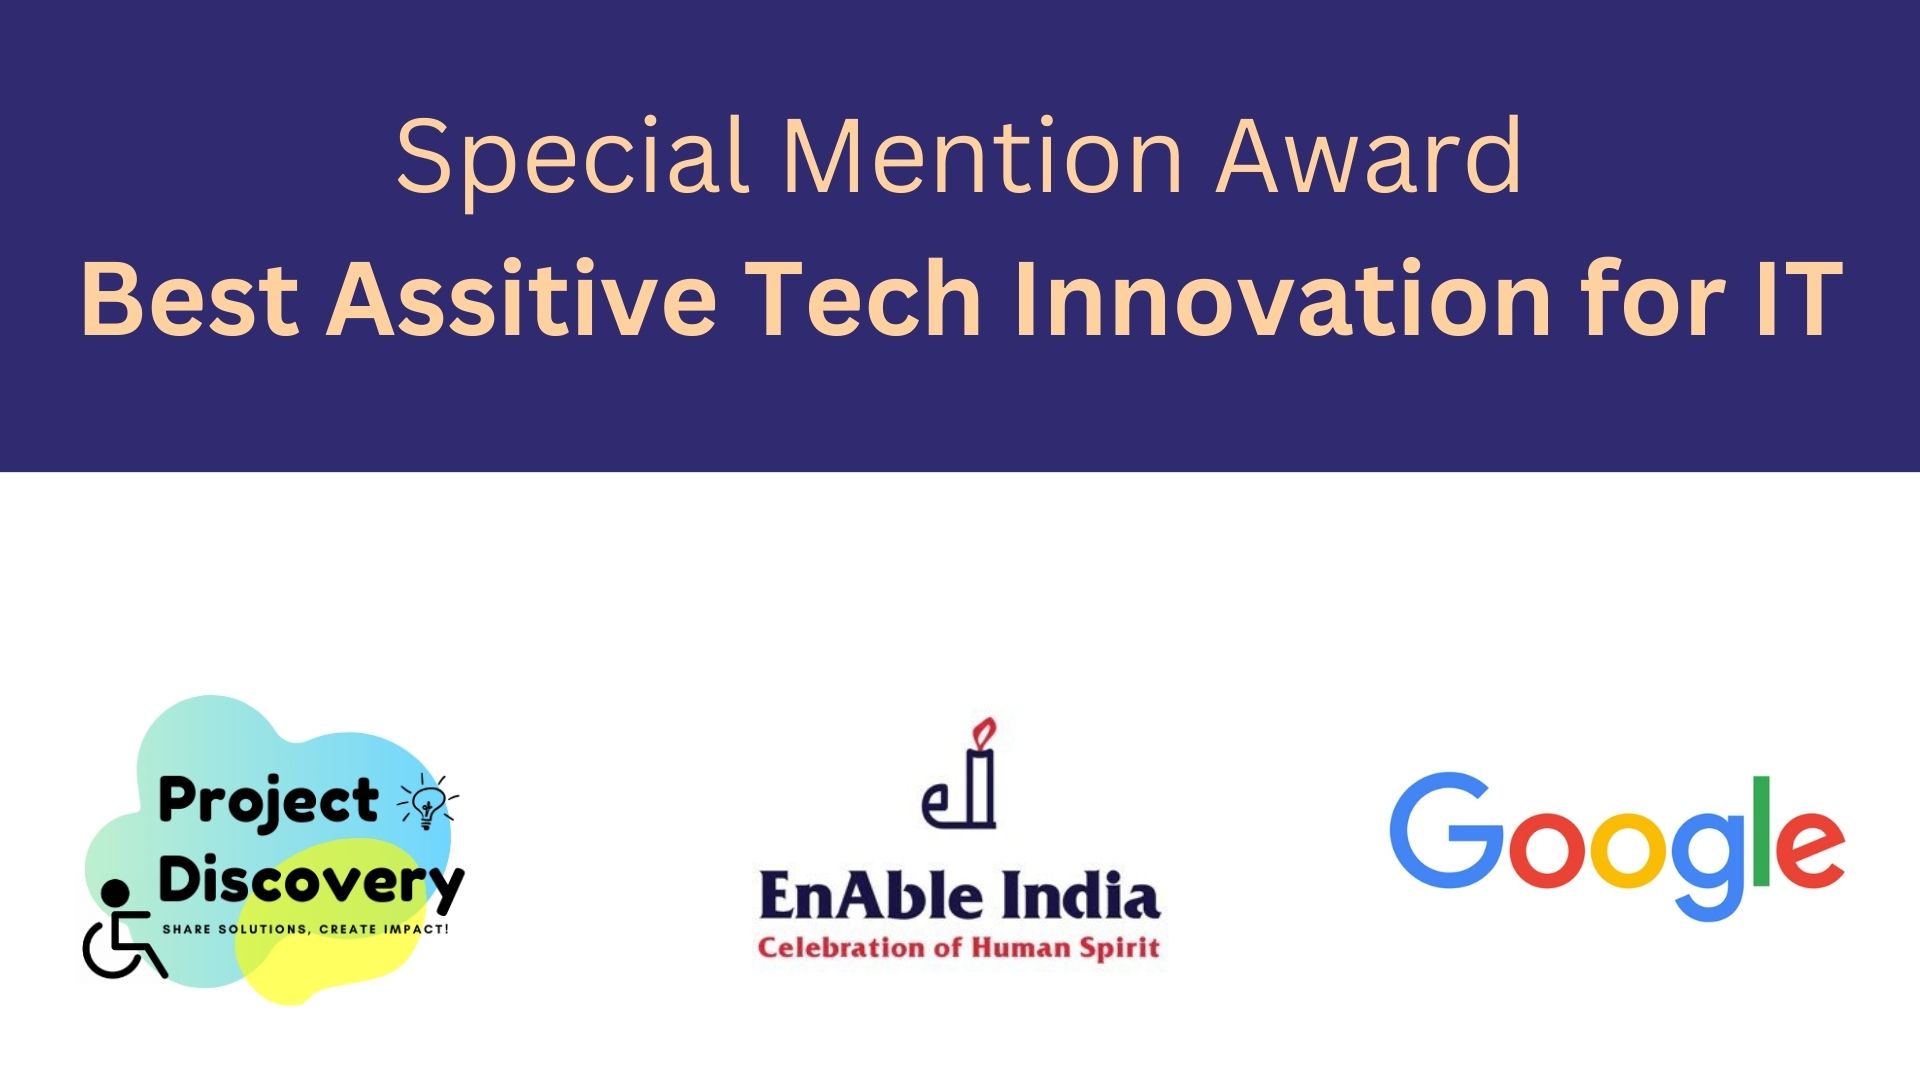 Special Mention Award
Best Assitive Tech Innovation for IT
Project
Discovery
SHARE SOLUTIONS, CREATE IMPACT!
e
EnAble India
Celebration of Human Spirit
Google